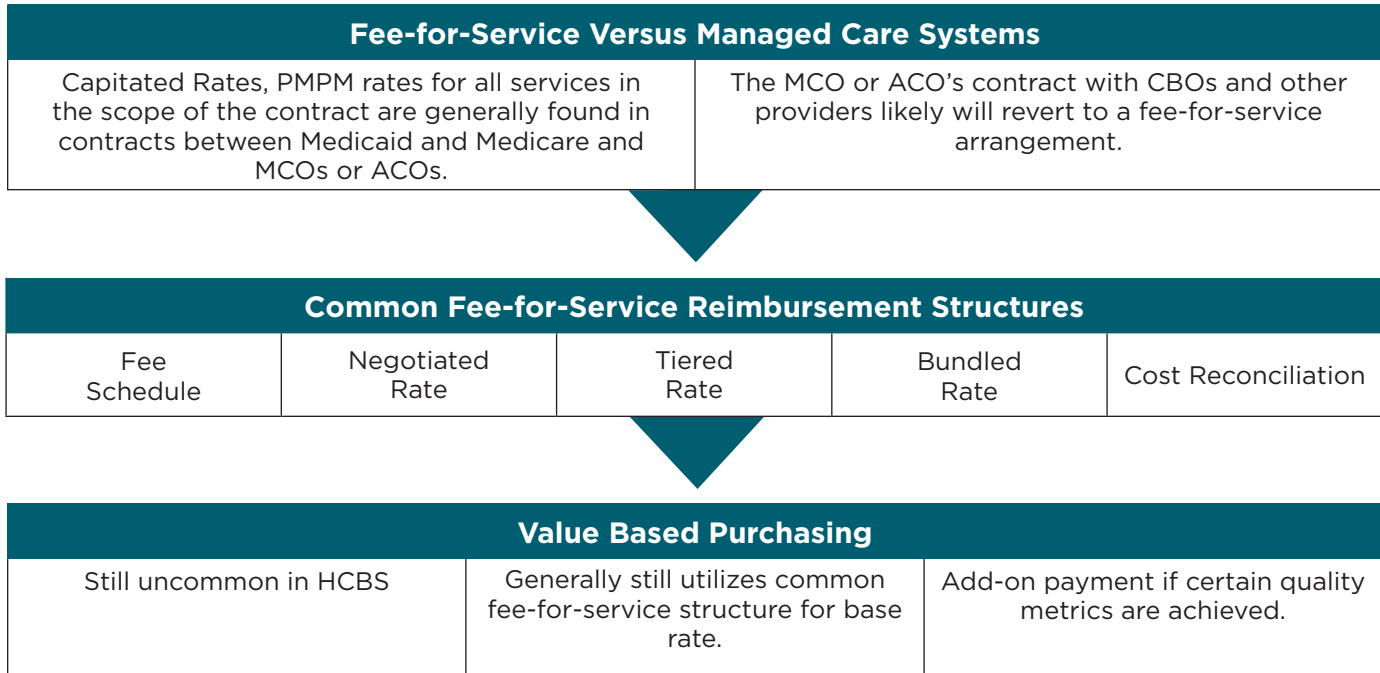 Fee-for-Service Versus Managed Care Systems
Capitated Rates, PMPM rates for all services in
the scope of the contract are generally found in
contracts between Medicaid and Medicare and
MCOs or ACOs.
The MCO or ACO's contract with CBOs and other
providers likely will revert to a fee-for-service
arrangement.
Common Fee-for-Service Reimbursement Structures
Fee
Schedule
Negotiated
Rate
Tiered
Rate
Bundled
Rate
Cost Reconciliation
Value Based Purchasing
Still uncommon in HCBS
Generally still utilizes common
fee-for-service structure for base
rate.
Add-on payment if certain quality
metrics are achieved.